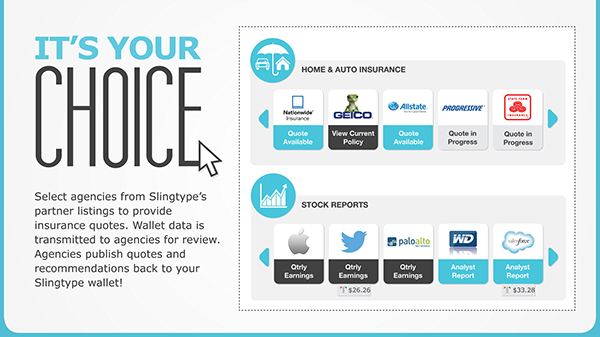 IT'S YOUR
CHOICE
Select agencies from Slingtype's
partner listings to provide
insurance quotes. Wallet data is
transmitted to agencies for review.
Agencies publish quotes and
recommendations back to your
Slingtype wallet!
HOME & AUTO INSURANCE
Nationwide
Insurance
Quote
Available
GEICO
View Current
Policy
Allstate
Quote
Available
PROGRESSIVE
Quote in
Progress
STATE FARM
INSURANCE
Quote in
Progress
STOCK REPORTS
Qtrly
Earnings
Qtrly
Earnings
$26.26
paloalto
Qtrly
Earnings
WD
Analyst
Report
salesforce
Analyst
Report
$33.28